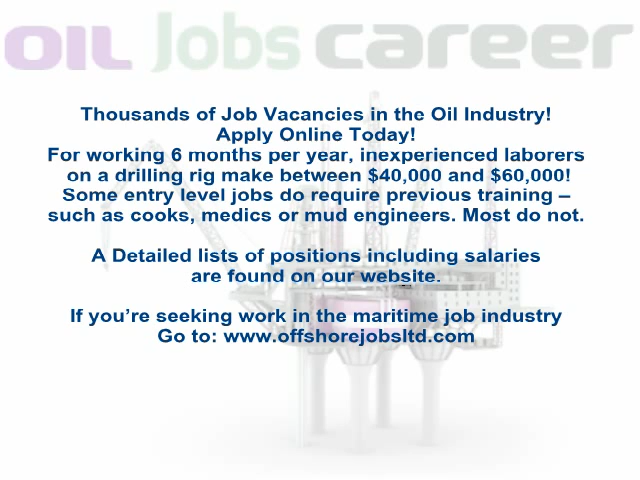 OIL Jobs career
Thousands of Job Vacancies in the Oil Industry!
Apply Online Today!
For working 6 months per year, inexperienced laborers
on a drilling rig make between $40,000 and $60,000!
Some entry level jobs do require previous training –
such as cooks, medics or mud engineers. Most do not.
A Detailed lists of positions including salaries
are found on our website.
If you’re seeking work in the maritime job industry
Go to: www.offshorejobsltd.com